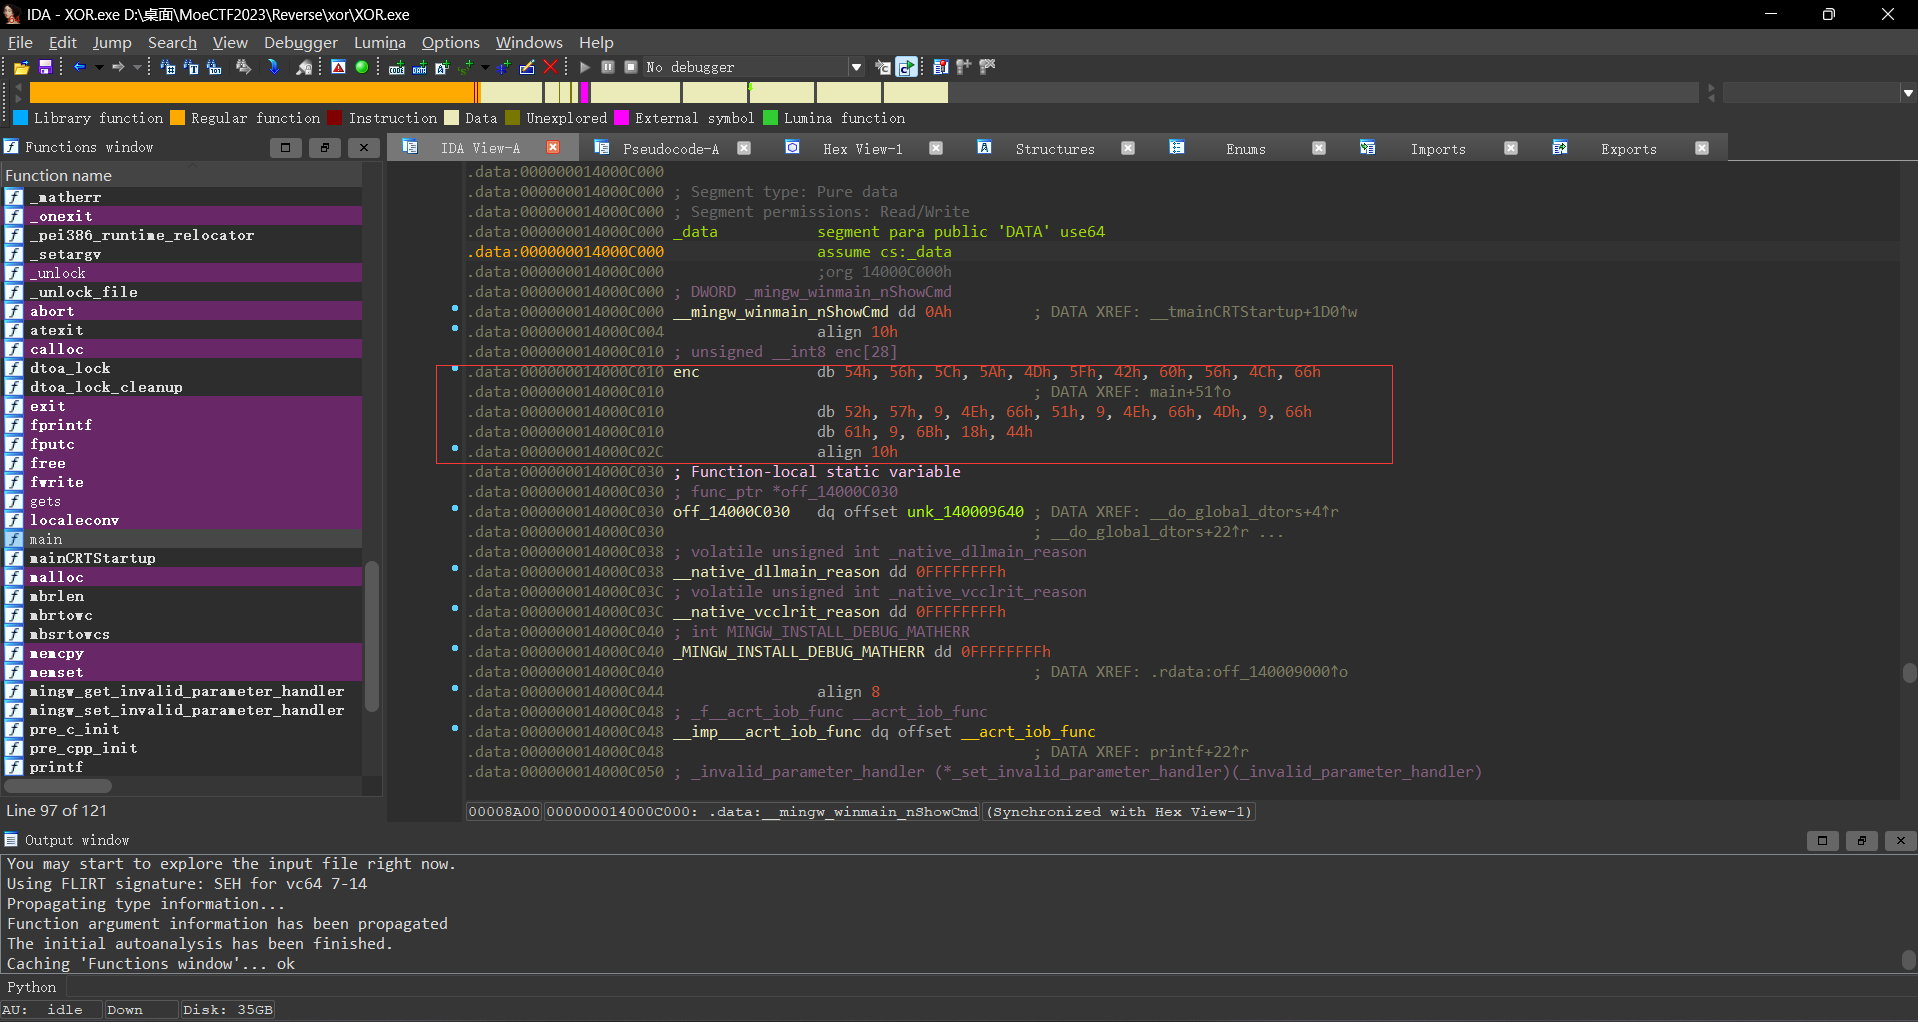 IDA - XOR.exe D:\桌面\MoeCTF2023\Reverse\xor\XOR.exe
File Edit Jump Search View Debugger Lumina Options Windows Help
No debugger
Library function Regular function Instruction Data Unexplored External symbol Lumina function
Functions window
IDA View-A Pseudocode-A Hex View-1 Structures Enums Imports Exports
Function name
_matherr
_onexit
_pei386_runtime_relocator
_setargv
_unlock
_unlock_file
abort
atexit
calloc
dtoa_lock
dtoa_lock_cleanup
exit
fprintf
fputc
free
fwrite
gets
localeconv
main
mainCRTStartup
malloc
mbrlen
mbrtowc
mbsrtowcs
memcpy
memset
mingw_get_invalid_parameter_handler
mingw_set_invalid_parameter_handler
pre_c_init
pre_cpp_init
printf
Line 97 of 121
.data:000000014000C000
.data:000000014000C000 ; Segment type: Pure data
.data:000000014000C000 ; Segment permissions: Read/Write
.data:000000014000C000 _data segment para public 'DATA' use64
.data:000000014000C000 assume cs:_data
.data:000000014000C000 ;org 14000C000h
.data:000000014000C000 ; DWORD _mingw_winmain_nShowCmd
.data:000000014000C000 __mingw_winmain_nShowCmd dd 0Ah ; DATA XREF: __tmainCRTStartup+1D0↑w
.data:000000014000C004 align 10h
.data:000000014000C010 ; unsigned __int8 enc[28]
.data:000000014000C010 enc db 54h, 56h, 5Ch, 5Ah, 4Dh, 5Fh, 42h, 60h, 56h, 4Ch, 66h
.data:000000014000C010 ; DATA XREF: main+51↑o
.data:000000014000C010 db 52h, 57h, 9, 4Eh, 66h, 51h, 9, 4Eh, 66h, 4Dh, 9, 66h
.data:000000014000C010 db 61h, 9, 6Bh, 18h, 44h
.data:000000014000C02C align 10h
.data:000000014000C030 ; Function-local static variable
.data:000000014000C030 ; func_ptr *off_14000C030
.data:000000014000C030 off_14000C030 dq offset unk_140009640 ; DATA XREF: __do_global_dtors+4↑r
.data:000000014000C030 ; __do_global_dtors+22↑r ...
.data:000000014000C038 ; volatile unsigned int _native_dllmain_reason
.data:000000014000C038 __native_dllmain_reason dd 0FFFFFFFFh
.data:000000014000C03C ; volatile unsigned int _native_vcclrit_reason
.data:000000014000C03C __native_vcclrit_reason dd 0FFFFFFFFh
.data:000000014000C040 ; int MINGW_INSTALL_DEBUG_MATHERR
.data:000000014000C040 _MINGW_INSTALL_DEBUG_MATHERR dd 0FFFFFFFFh
.data:000000014000C040 ; DATA XREF: .rdata:off_140009000↑o
.data:000000014000C044 align 8
.data:000000014000C048 ; _f__acrt_iob_func __acrt_iob_func
.data:000000014000C048 __imp___acrt_iob_func dq offset __acrt_iob_func
.data:000000014000C048 ; DATA XREF: printf+22↑r
.data:000000014000C050 ; _invalid_parameter_handler (*_set_invalid_parameter_handler)(_invalid_parameter_handler)
00008A00 000000014000C000: .data:__mingw_winmain_nShowCmd (Synchronized with Hex View-1)
Output window
You may start to explore the input file right now.
Using FLIRT signature: SEH for vc64 7-14
Propagating type information...
Function argument information has been propagated
The initial autoanalysis has been finished.
Caching 'Functions window'... ok
Python
AU: idle Down Disk: 35GB